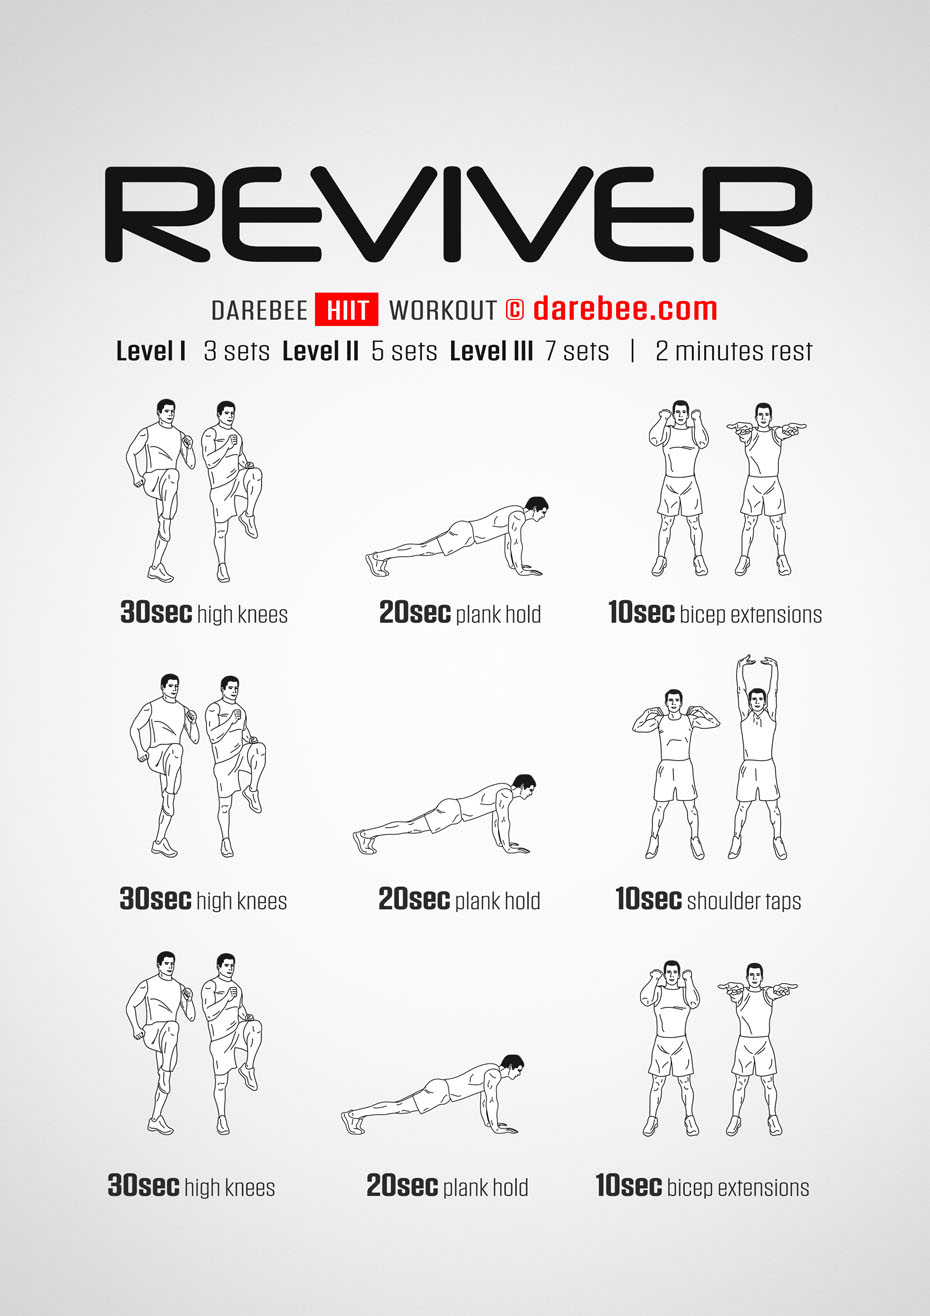 REVIVER
DAREBEE HIIT WORKOUT © darebee.com
Level I 3 sets Level II 5 sets Level III 7 sets | 2 minutes rest
30sec high knees
20sec plank hold
10sec bicep extensions
30sec high knees
20sec plank hold
10sec shoulder taps
30sec high knees
20sec plank hold
10sec bicep extensions